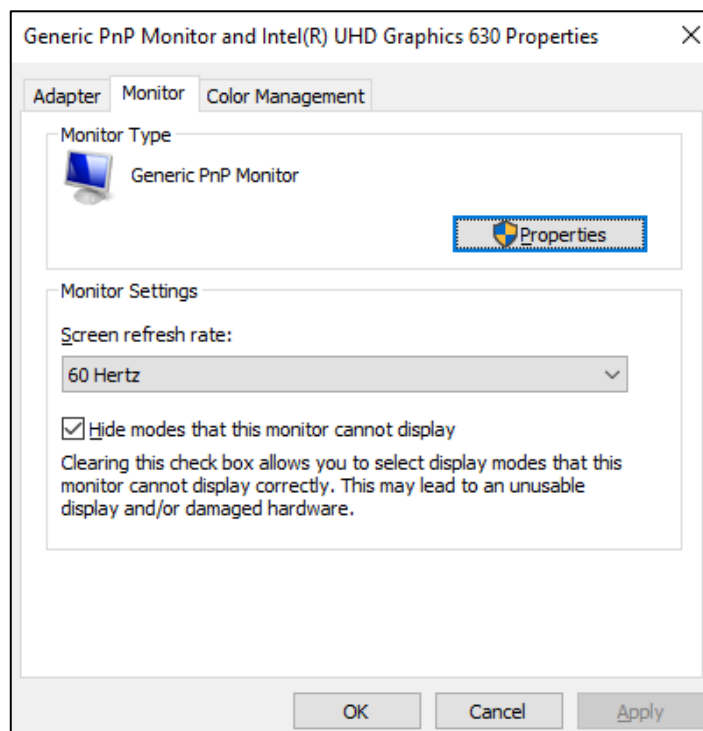 Generic PnP Monitor and Intel(R) UHD Graphics 630 Properties
Adapter Monitor Color Management
Monitor Type
Generic PnP Monitor
Properties
Monitor Settings
Screen refresh rate:
60 Hertz
Hide modes that this monitor cannot display
Clearing this check box allows you to select display modes that this
monitor cannot display correctly. This may lead to an unusable
display and/or damaged hardware.
OK Cancel Apply